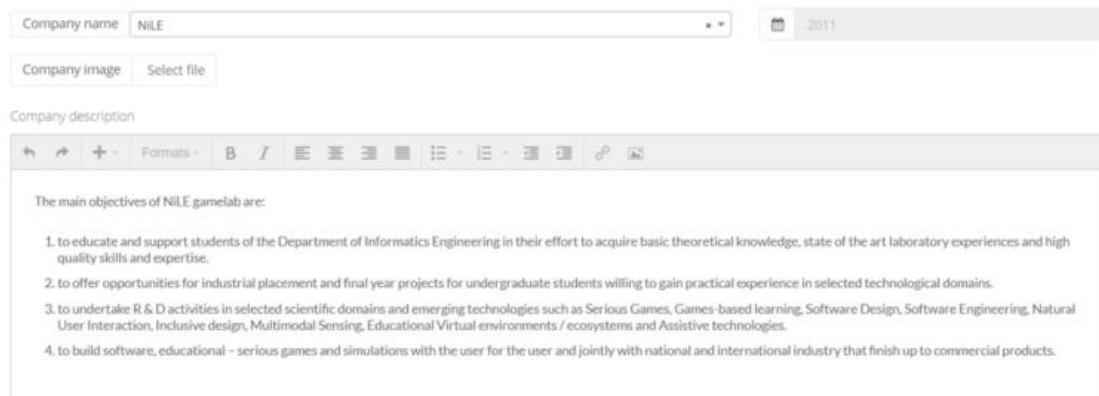 Company name NiLE 2011
Company image Select file
Company description
Formats B I
The main objectives of NiLE gamelab are:
1. to educate and support students of the Department of Informatics Engineering in their effort to acquire basic theoretical knowledge, state of the art laboratory experiences and high
quality skills and expertise.
2. to offer opportunities for industrial placement and final year projects for undergraduate students willing to gain practical experience in selected technological domains.
3. to undertake R & D activities in selected scientific domains and emerging technologies such as Serious Games, Games-based learning, Software Design, Software Engineering, Natural
User Interaction, Inclusive design, Multimodal Sensing, Educational Virtual environments / ecosystems and Assistive technologies.
4. to build software, educational – serious games and simulations with the user for the user and jointly with national and international industry that finish up to commercial products.